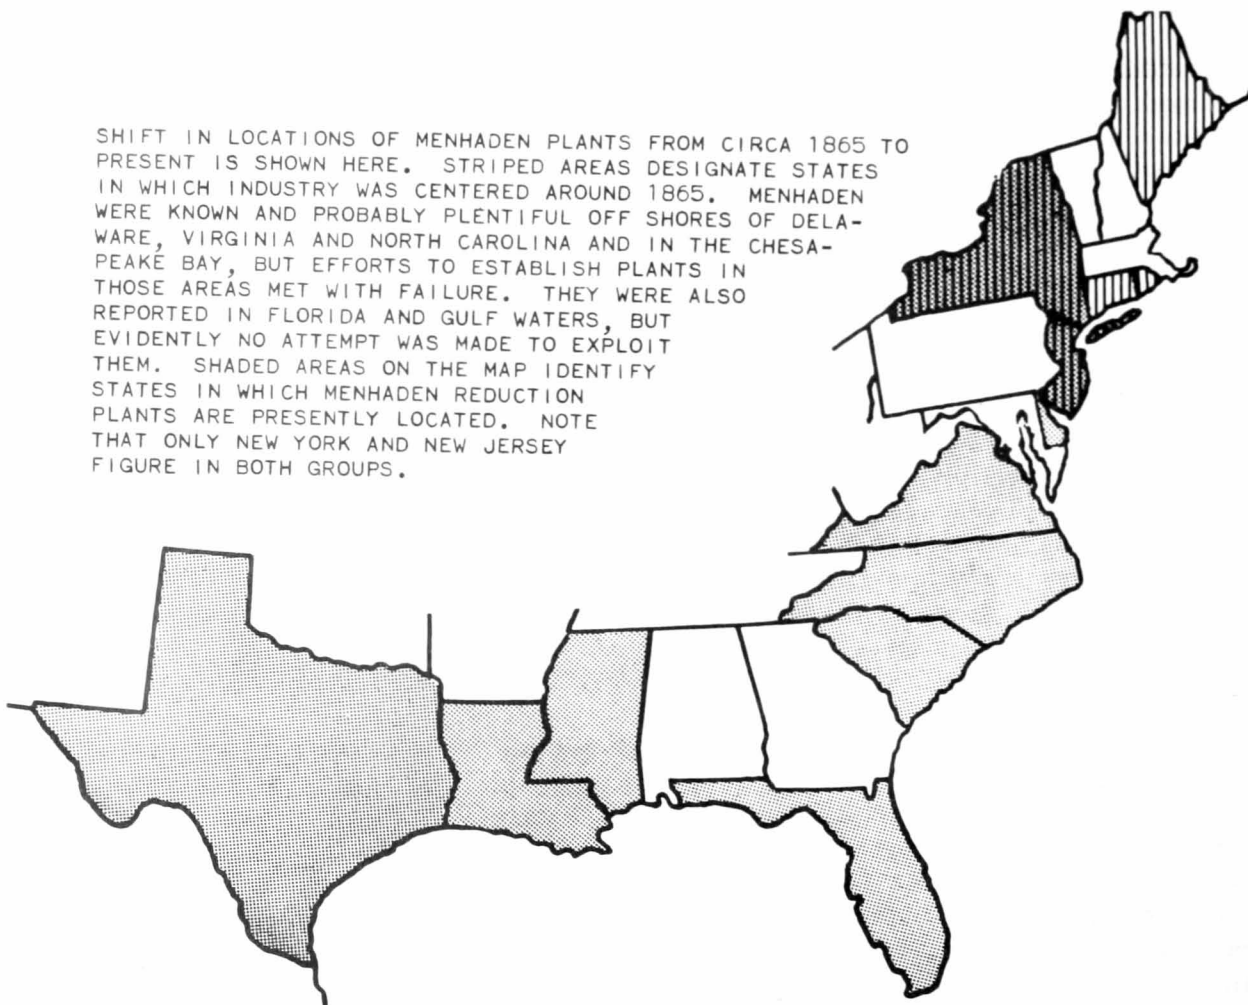 SHIFT IN LOCATIONS OF MENHADEN PLANTS FROM CIRCA 1865 TO
PRESENT IS SHOWN HERE. STRIPED AREAS DESIGNATE STATES
IN WHICH INDUSTRY WAS CENTERED AROUND 1865. MENHADEN
WERE KNOWN AND PROBABLY PLENTIFUL OFF SHORES OF DELA-
WARE, VIRGINIA AND NORTH CAROLINA AND IN THE CHESA-
PEAKE BAY, BUT EFFORTS TO ESTABLISH PLANTS IN
THOSE AREAS MET WITH FAILURE. THEY WERE ALSO
REPORTED IN FLORIDA AND GULF WATERS, BUT
EVIDENTLY NO ATTEMPT WAS MADE TO EXPLOIT
THEM. SHADED AREAS ON THE MAP IDENTIFY
STATES IN WHICH MENHADEN REDUCTION
PLANTS ARE PRESENTLY LOCATED. NOTE
THAT ONLY NEW YORK AND NEW JERSEY
FIGURE IN BOTH GROUPS.